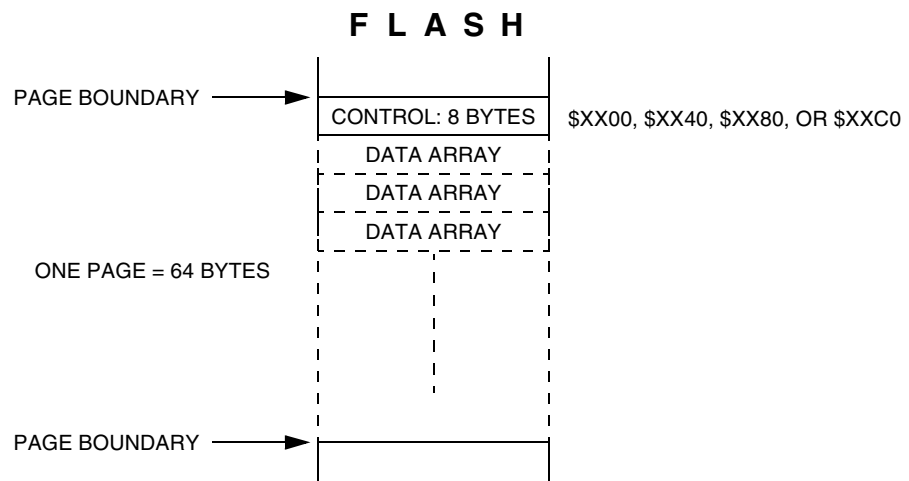 F L A S H
PAGE BOUNDARY
CONTROL: 8 BYTES
$XX00, $XX40, $XX80, OR $XXC0
DATA ARRAY
DATA ARRAY
DATA ARRAY
ONE PAGE = 64 BYTES
PAGE BOUNDARY